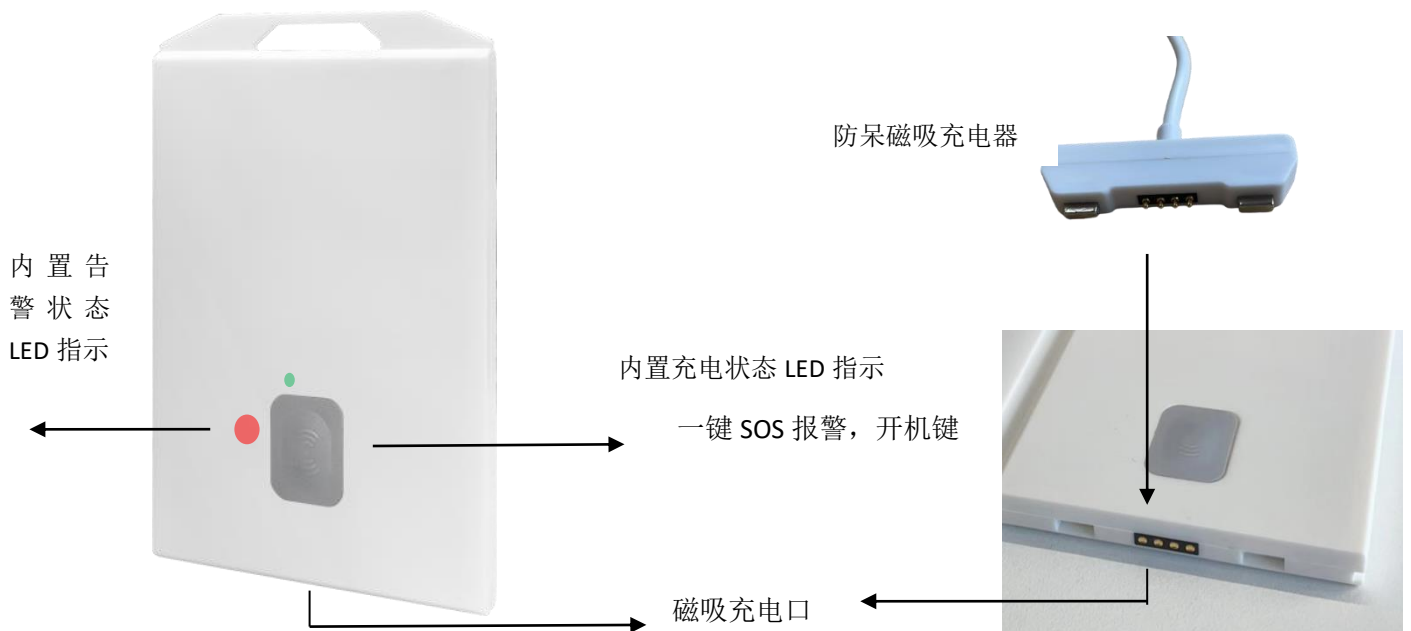 防呆磁吸充电器
内置告
警状态
LED 指示
内置充电状态 LED 指示
一键 SOS 报警，开机键
磁吸充电口